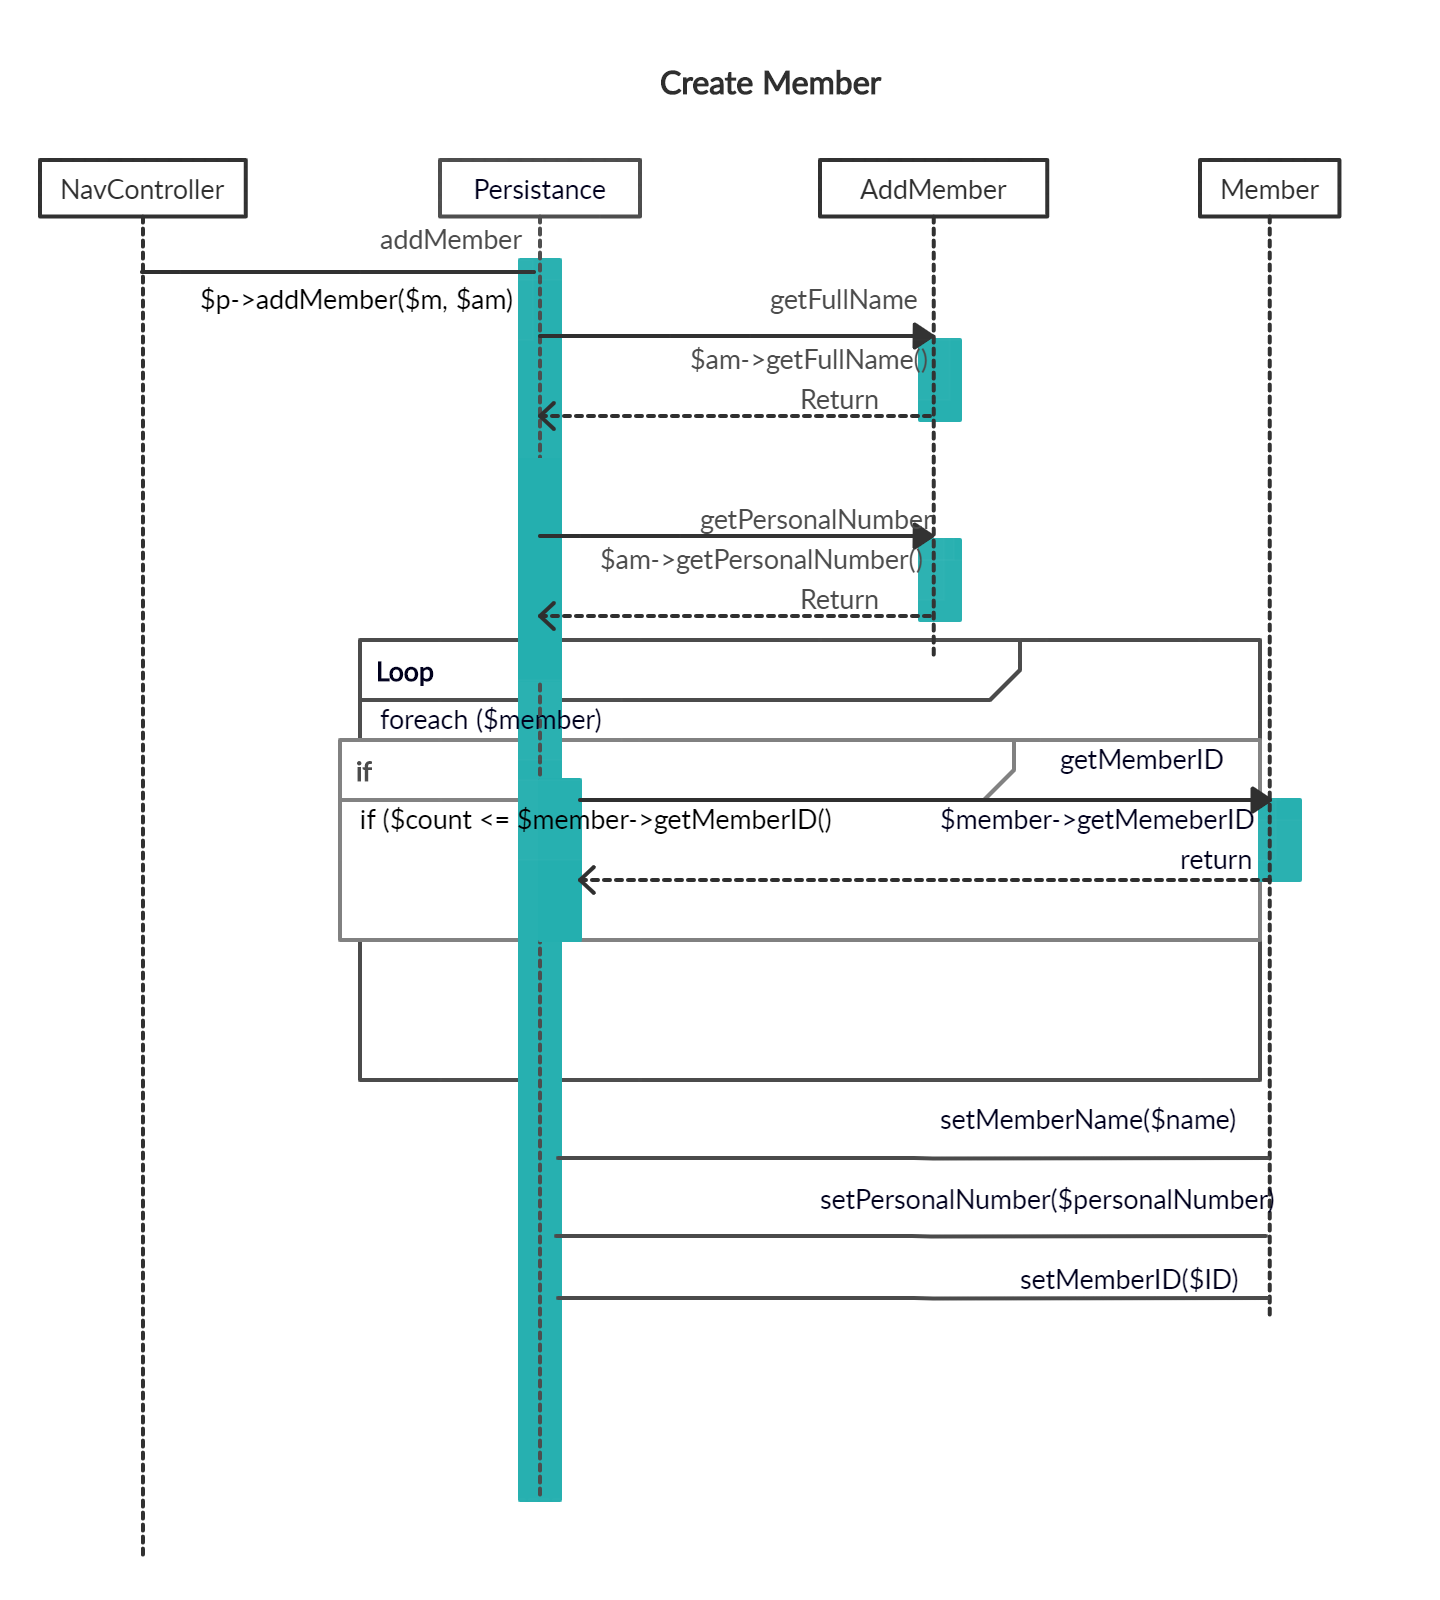 Create Member
NavController
Persistance
AddMember
Member
addMember
$p->addMember($m, $am)
getFullName
$am->getFullName()
Return
getPersonalNumber
$am->getPersonalNumber()
Return
Loop
foreach ($member)
if
getMemberID
if ($count <= $member->getMemberID()
$member->getMemeberID
return
setMemberName($name)
setPersonalNumber($personalNumber)
setMemberID($ID)